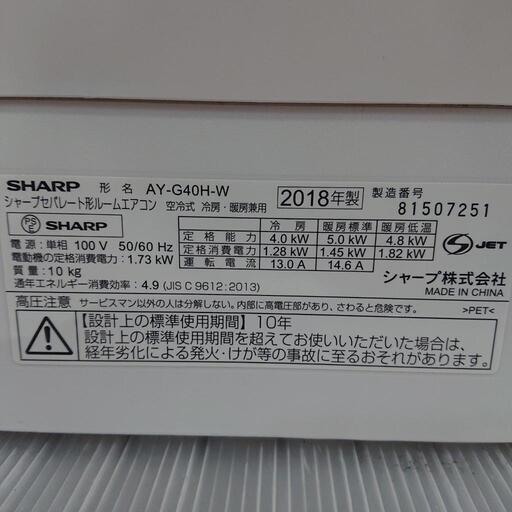 SHARP 形 名 AY-G40H-W
シャープセパレート形ルームエアコン 空冷式 冷房・暖房兼用
2018年製
製造番号
81507251
PS E SHARP
電源:単相 100 V 50/60 Hz
電動機の定格消費電力:1.73 kW
質量:10 kg
冷 房 暖房標準 暖房低温
定 格 能 力 4.0 kW 5.0 kW 4.8 kW
定格消費電力 1.28 kW 1.45 kW 1.82 kW
運 転 電 流 13.0 A 14.6 A
S JET
シャープ株式会社
MADE IN CHINA
通年エネルギー消費効率:4.9 (JIS C 9612:2013)
高圧注意 サービスマン以外の人は分解しない。内部に高電圧部があり、さわると危険です。
>PET<
【設計上の標準使用期間】10年
設計上の標準使用期間を超えてお使いいただいた場合は、
経年劣化による発火・けが等の事故に至るおそれがあります。